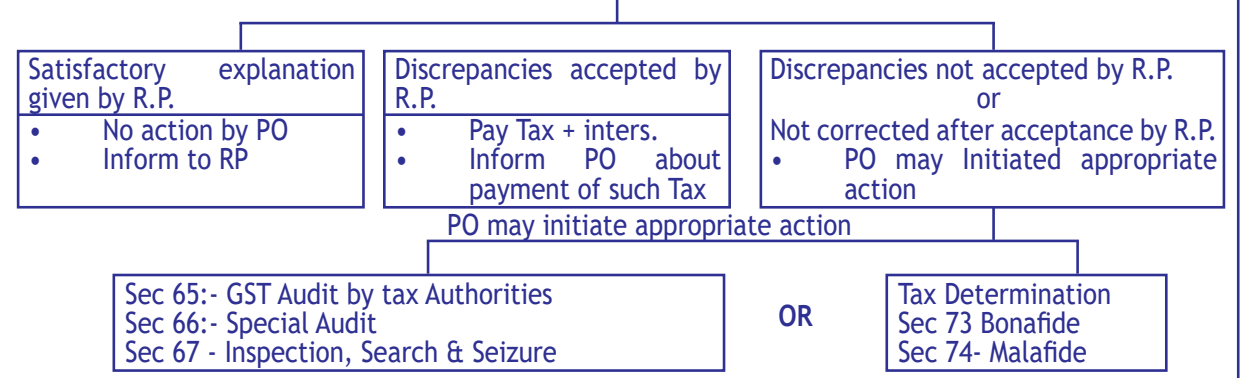 Satisfactory explanation
given by R.P.
• No action by PO
• Inform to RP
Discrepancies accepted by
R.P.
• Pay Tax + inters.
• Inform PO about
payment of such Tax
Discrepancies not accepted by R.P.
or
Not corrected after acceptance by R.P.
• PO may Initiated appropriate
action
PO may initiate appropriate action
Sec 65:- GST Audit by tax Authorities
Sec 66:- Special Audit
Sec 67 - Inspection, Search & Seizure
OR
Tax Determination
Sec 73 Bonafide
Sec 74- Malafide